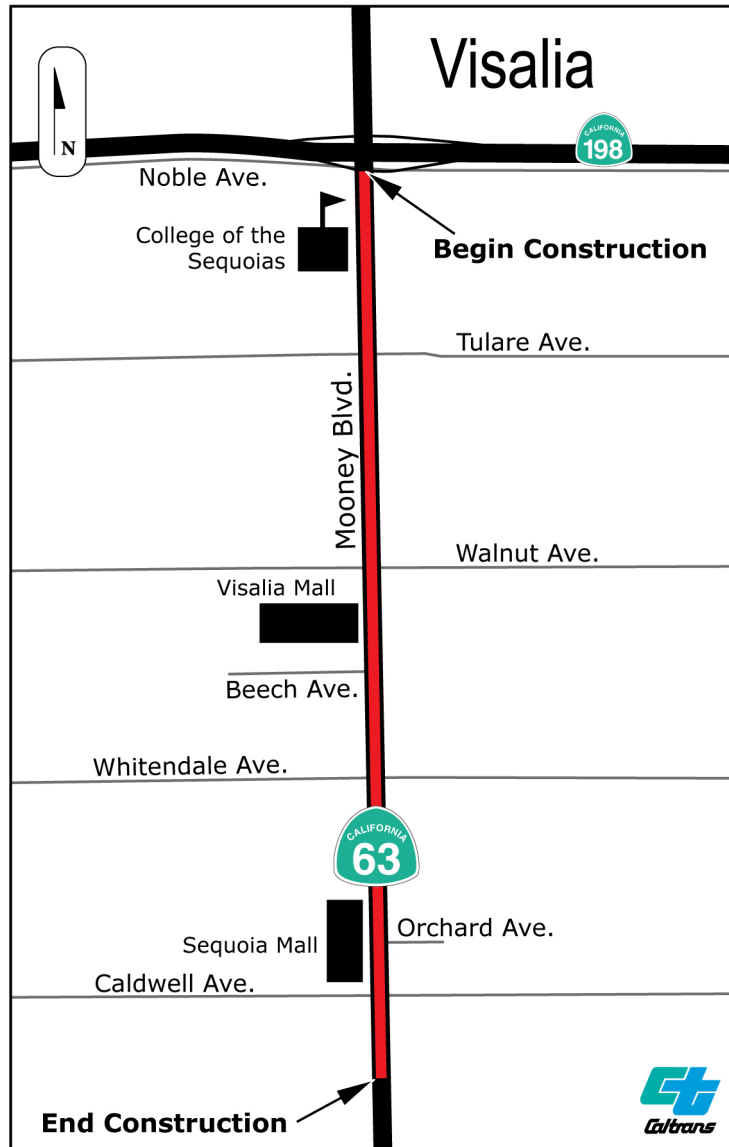 Visalia
N
CALIFORNIA
198
Noble Ave.
College of the
Sequoias
Begin Construction
Tulare Ave.
Mooney Blvd.
Walnut Ave.
Visalia Mall
Beech Ave.
Whitendale Ave.
CALIFORNIA
63
Orchard Ave.
Sequoia Mall
Caldwell Ave.
End Construction
Ct
Caltrans